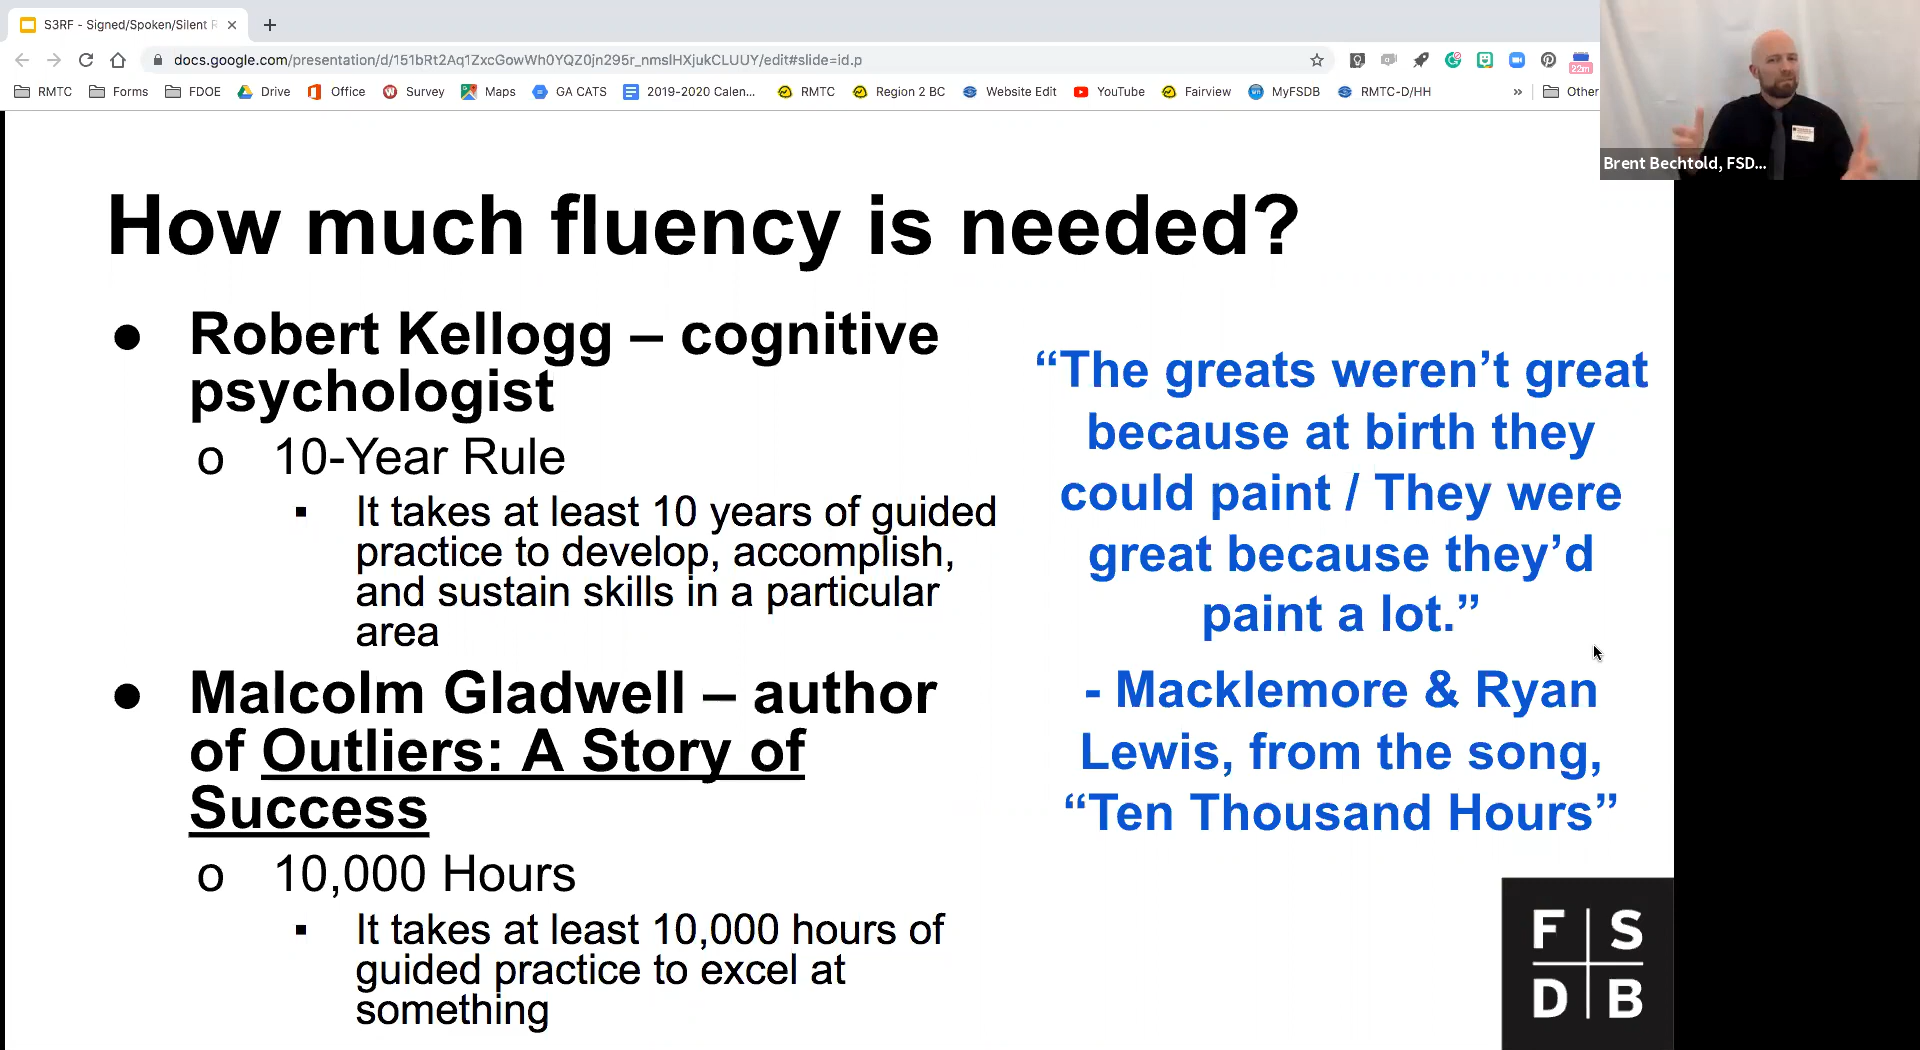 S3RF - Signed/Spoken/Silent R
docs.google.com/presentation/d/151bRt2Aq1ZxcGowWh0YQZ0jn295r_nmslHXjukCLUUY/edit#slide=id.p
22m
RMTC Forms FDOE Drive Office Survey Maps GA CATS 2019-2020 Calen... RMTC Region 2 BC Website Edit YouTube Fairview MyFSDB RMTC-D/HH » Other
Brent Bechtold, FSD...
How much fluency is needed?
● Robert Kellogg – cognitive
psychologist
o 10-Year Rule
▪ It takes at least 10 years of guided
practice to develop, accomplish,
and sustain skills in a particular
area
● Malcolm Gladwell – author
of Outliers: A Story of
Success
o 10,000 Hours
▪ It takes at least 10,000 hours of
guided practice to excel at
something
“The greats weren’t great
because at birth they
could paint / They were
great because they’d
paint a lot.”
- Macklemore & Ryan
Lewis, from the song,
“Ten Thousand Hours”
F S
D B